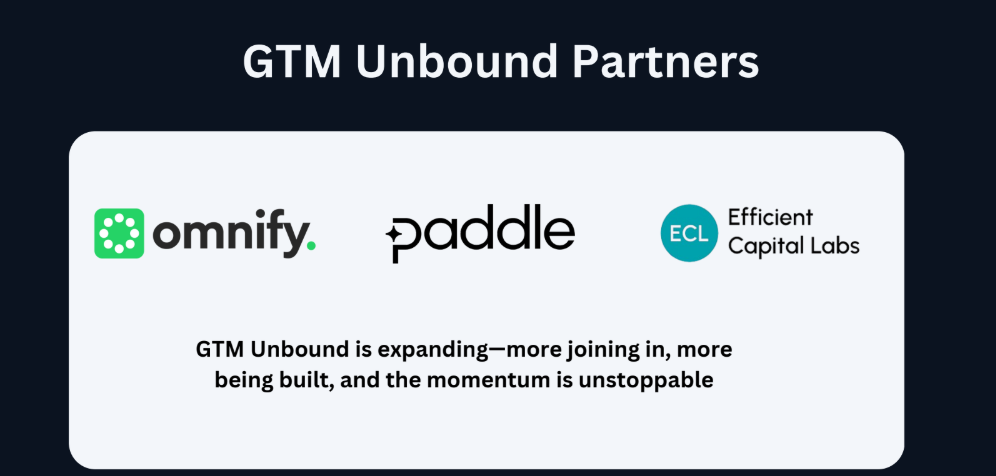 GTM Unbound Partners
omnify.
paddle
ECL
Efficient
Capital Labs
GTM Unbound is expanding—more joining in, more
being built, and the momentum is unstoppable